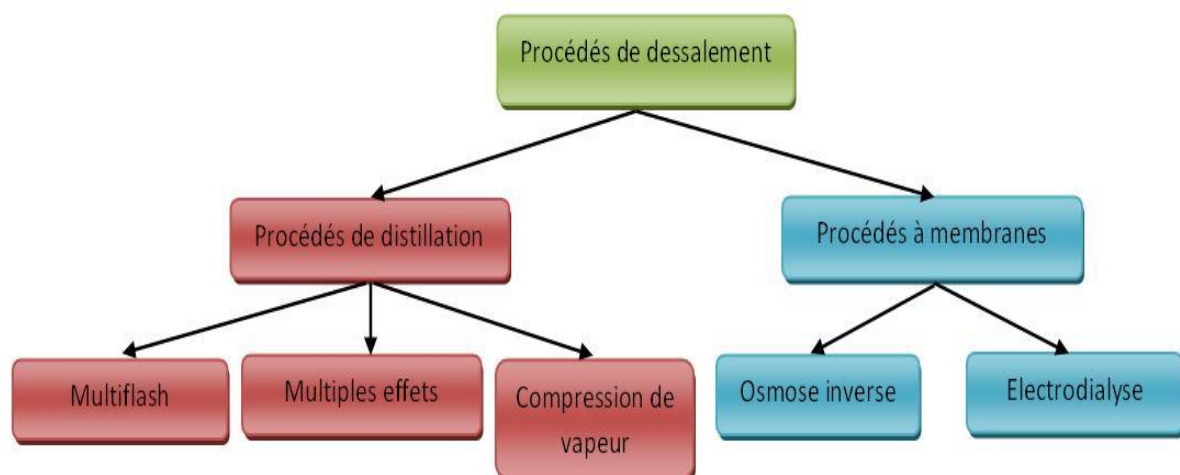 Procédés de dessalement
Procédés de distillation
Procédés à membranes
Multiflash
Multiples effets
Compression de
vapeur
Osmose inverse
Electrodialyse